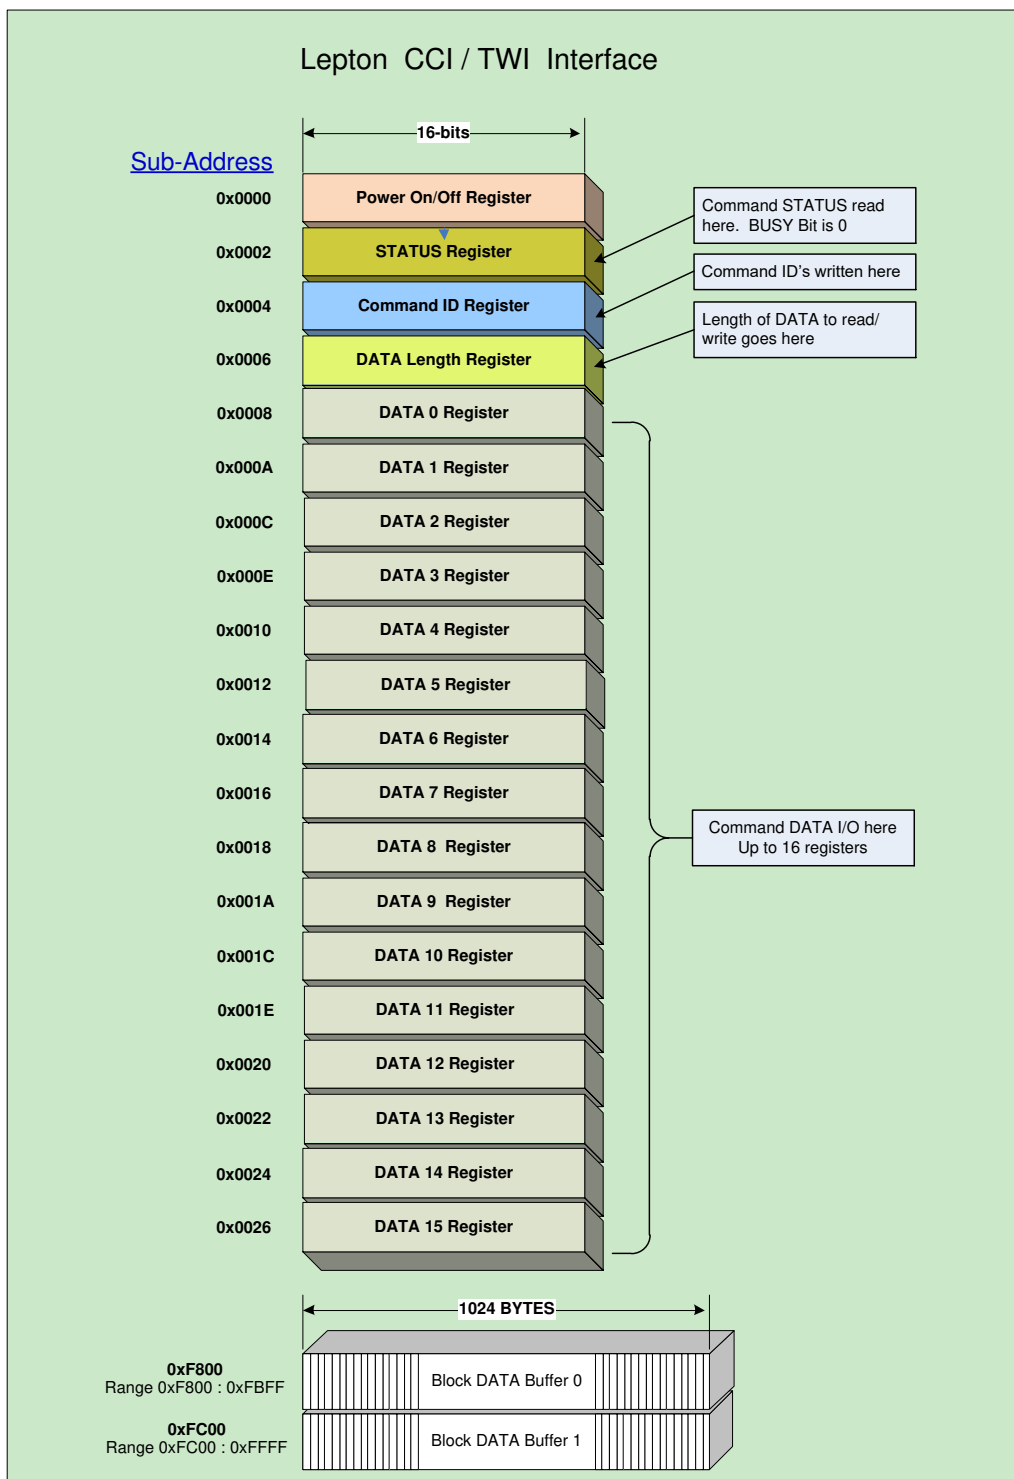 Lepton CCI / TWI Interface
16-bits
Sub-Address
0x0000
Power On/Off Register
Command STATUS read
here. BUSY Bit is 0
0x0002
STATUS Register
Command ID's written here
0x0004
Command ID Register
Length of DATA to read/
write goes here
0x0006
DATA Length Register
0x0008
DATA 0 Register
0x000A
DATA 1 Register
0x000C
DATA 2 Register
0x000E
DATA 3 Register
0x0010
DATA 4 Register
0x0012
DATA 5 Register
0x0014
DATA 6 Register
0x0016
DATA 7 Register
Command DATA I/O here
Up to 16 registers
0x0018
DATA 8 Register
0x001A
DATA 9 Register
0x001C
DATA 10 Register
0x001E
DATA 11 Register
0x0020
DATA 12 Register
0x0022
DATA 13 Register
0x0024
DATA 14 Register
0x0026
DATA 15 Register
1024 BYTES
0xF800
Range 0xF800 : 0xFBFF
Block DATA Buffer 0
0xFC00
Range 0xFC00 : 0xFFFF
Block DATA Buffer 1